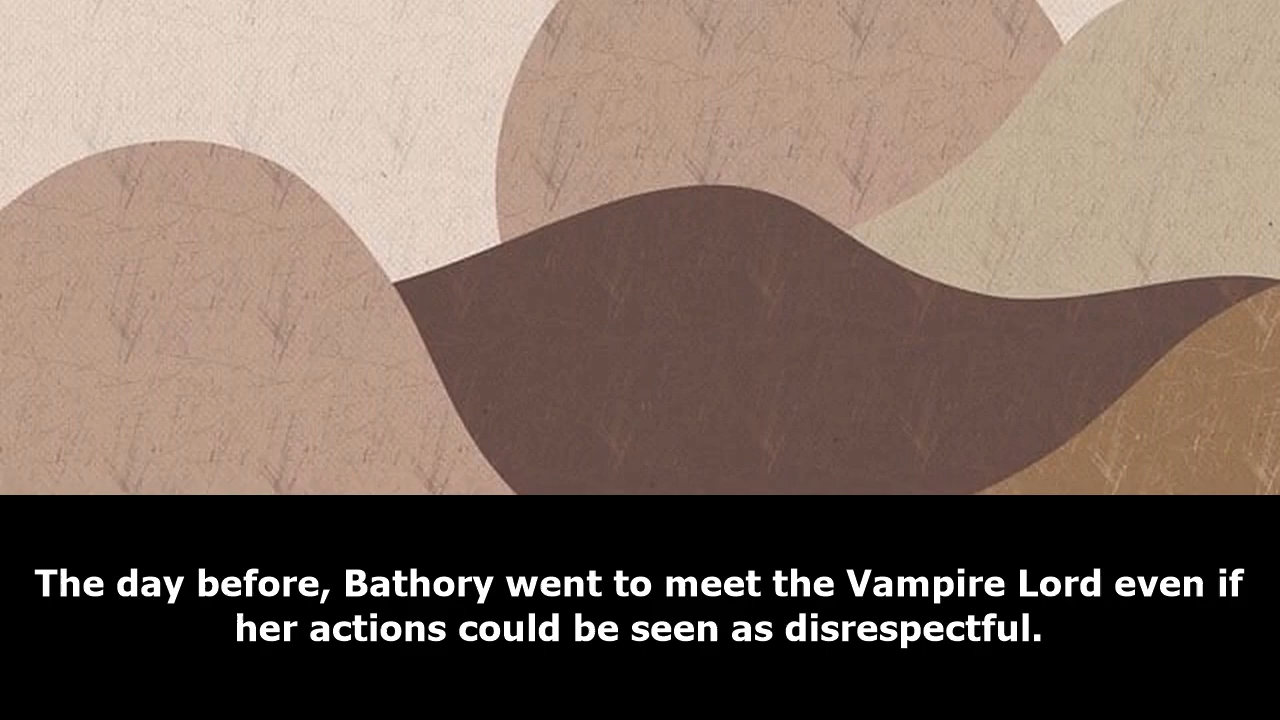 The day before, Bathory went to meet the Vampire Lord even if
her actions could be seen as disrespectful.